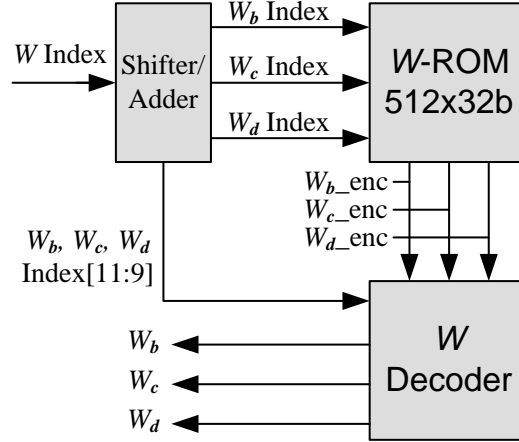 W Index
Shifter/
Adder
W_b Index
W_c Index
W_d Index
W-ROM
512x32b
W_b_enc
W_c_enc
W_d_enc
W_b, W_c, W_d
Index[11:9]
W
Decoder
W_b
W_c
W_d